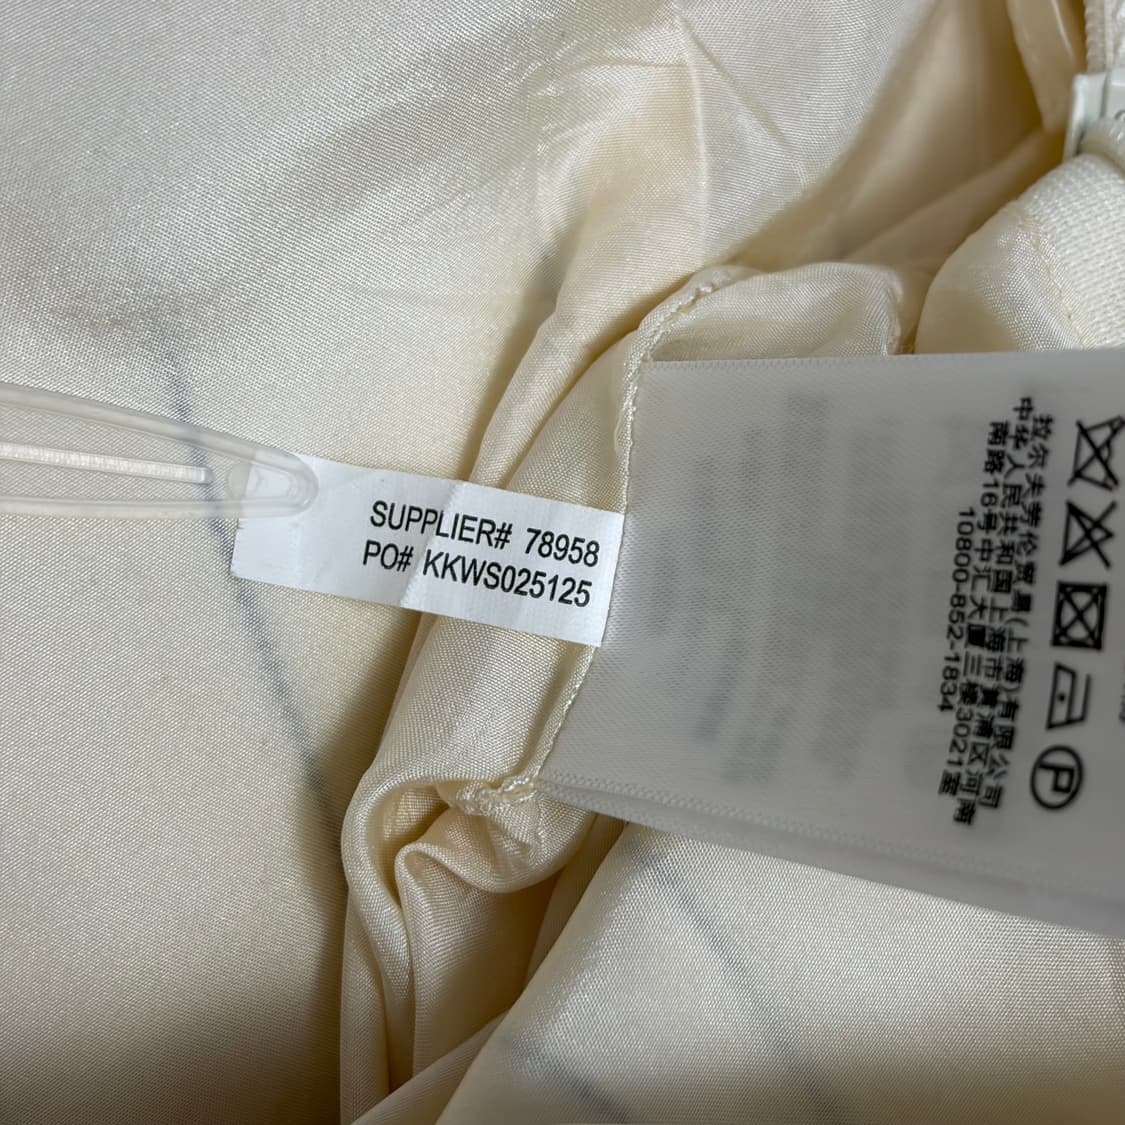 SUPPLIER# 78958
PO# KKWS025125
拉尔夫劳伦贸易(上海)有限公司
中华人民共和国上海市黄浦区河南
南路16号中汇大厦三楼3021室
10800-852-1834
P